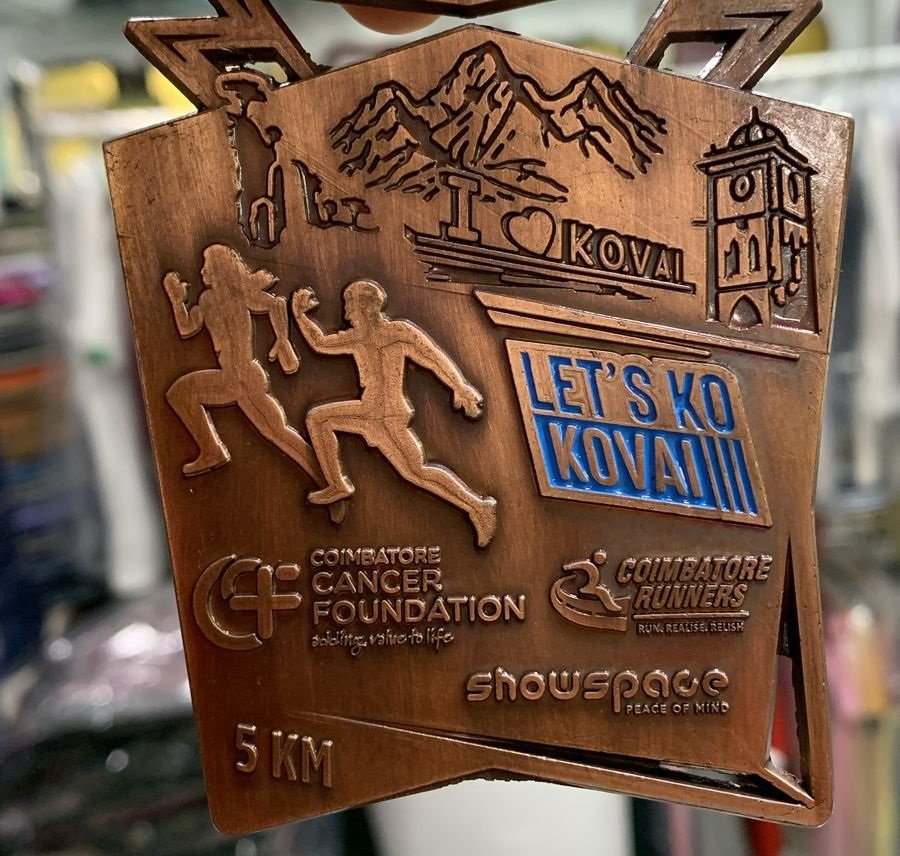 I ♡ KOVAI
LET'S KO
KOVAI
COIMBATORE
CANCER
FOUNDATION
adding value to life
COIMBATORE
RUNNERS
RUN. REALISE. RELISH
showspace
PEACE OF MIND
5 KM